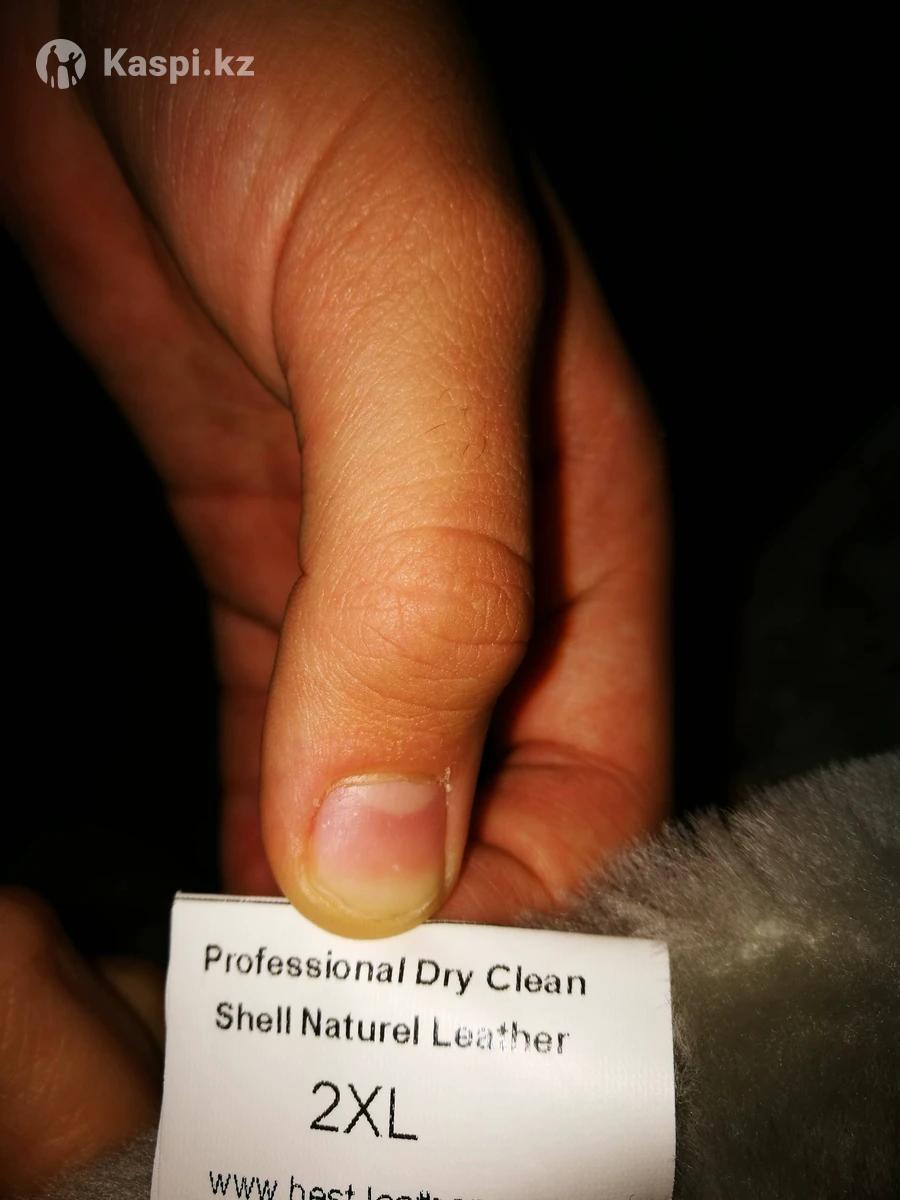 Kaspi.kz
Professional Dry Clean
Shell Naturel Leather
2XL